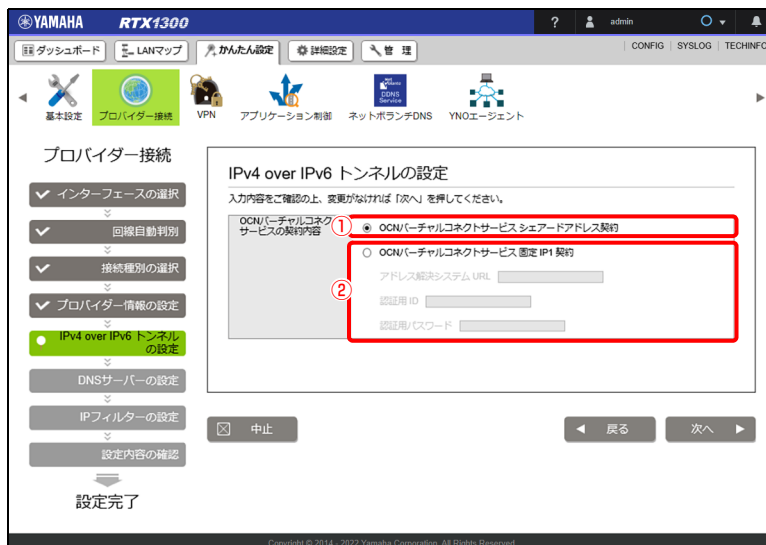 YAMAHA RTX1300 ? admin
ダッシュボード LANマップ かんたん設定 詳細設定 管 理 CONFIG SYSLOG TECHINFO
基本設定 プロバイダー接続 VPN アプリケーション制御 ネットボランチDNS YNOエージェント
DDNS
Service
プロバイダー接続
インターフェースの選択
回線自動判別
接続種別の選択
プロバイダー情報の設定
IPv4 over IPv6 トンネル
の設定
DNSサーバーの設定
IPフィルターの設定
設定内容の確認
設定完了
IPv4 over IPv6 トンネルの設定
入力内容をご確認の上、変更がなければ「次へ」を押してください。
OCNバーチャルコネクト
サービスの契約内容
① OCNバーチャルコネクトサービス シェアードアドレス契約
② OCNバーチャルコネクトサービス 固定 IP1 契約
アドレス解決システム URL
認証用 ID
認証用パスワード
中止 戻る 次へ
Copyright © 2014 - 2022 Yamaha Corporation. All Rights Reserved.